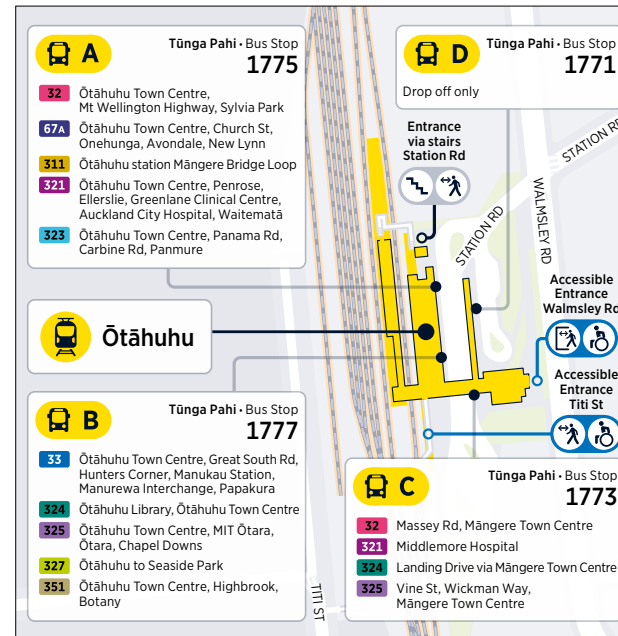 A
Tūnga Pahi • Bus Stop
1775
32 Ōtāhuhu Town Centre,
Mt Wellington Highway, Sylvia Park
67A Ōtāhuhu Town Centre, Church St,
Onehunga, Avondale, New Lynn
311 Ōtāhuhu station Māngere Bridge Loop
321 Ōtāhuhu Town Centre, Penrose,
Ellerslie, Greenlane Clinical Centre,
Auckland City Hospital, Waitematā
323 Ōtāhuhu Town Centre, Panama Rd,
Carbine Rd, Panmure
D
Tūnga Pahi • Bus Stop
1771
Drop off only
Entrance
via stairs
Station Rd
STATION RD
STATION RD
WALMSLEY RD
Accessible
Entrance
Walmsley Rd
Accessible
Entrance
Titi St
Ōtāhuhu
B
Tūnga Pahi • Bus Stop
1777
33 Ōtāhuhu Town Centre, Great South Rd,
Hunters Corner, Manukau Station,
Manurewa Interchange, Papakura
324 Ōtāhuhu Library, Ōtāhuhu Town Centre
325 Ōtāhuhu Town Centre, MIT Ōtara,
Ōtara, Chapel Downs
327 Ōtāhuhu to Seaside Park
351 Ōtāhuhu Town Centre, Highbrook,
Botany
TITI ST
C
Tūnga Pahi • Bus Stop
1773
32 Massey Rd, Māngere Town Centre
321 Middlemore Hospital
324 Landing Drive via Māngere Town Centre
325 Vine St, Wickman Way,
Māngere Town Centre